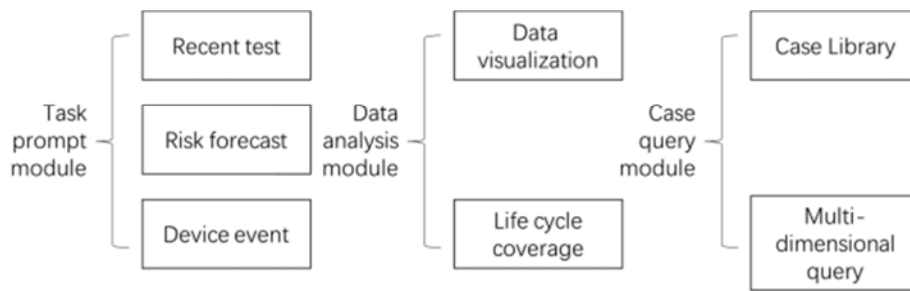 Task
prompt
module
Recent test
Risk forecast
Device event
Data
analysis
module
Data
visualization
Life cycle
coverage
Case
query
module
Case Library
Multi-
dimensional
query